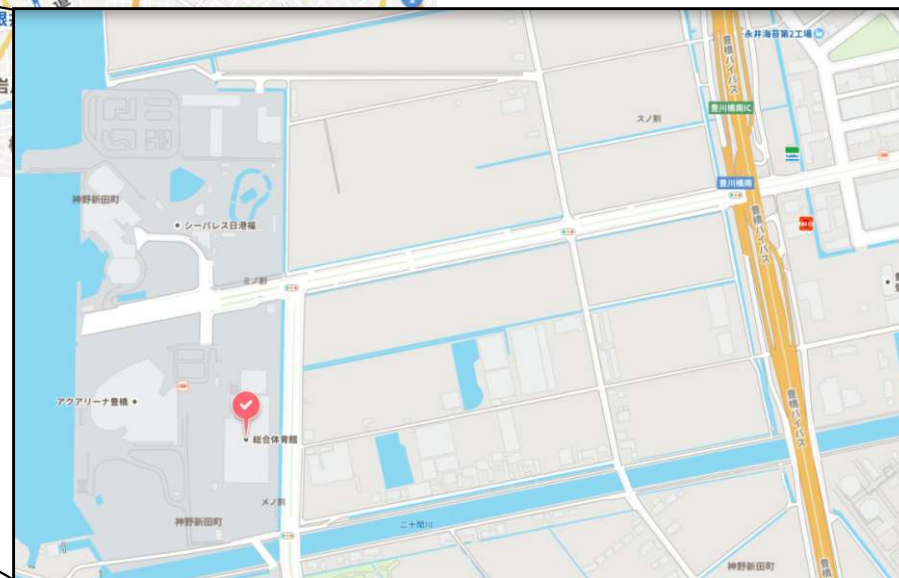 永井海苔第2工場
豊橋バイパス
豊川橋南IC
スノ割
豊川橋南
神野新田町
シーパレス日港福
豊橋バイパス
ミノ割
アクアリーナ豊橋
豊橋バイパス
総合体育館
メノ割
神野新田町
二十間川
神野新田町
豊橋